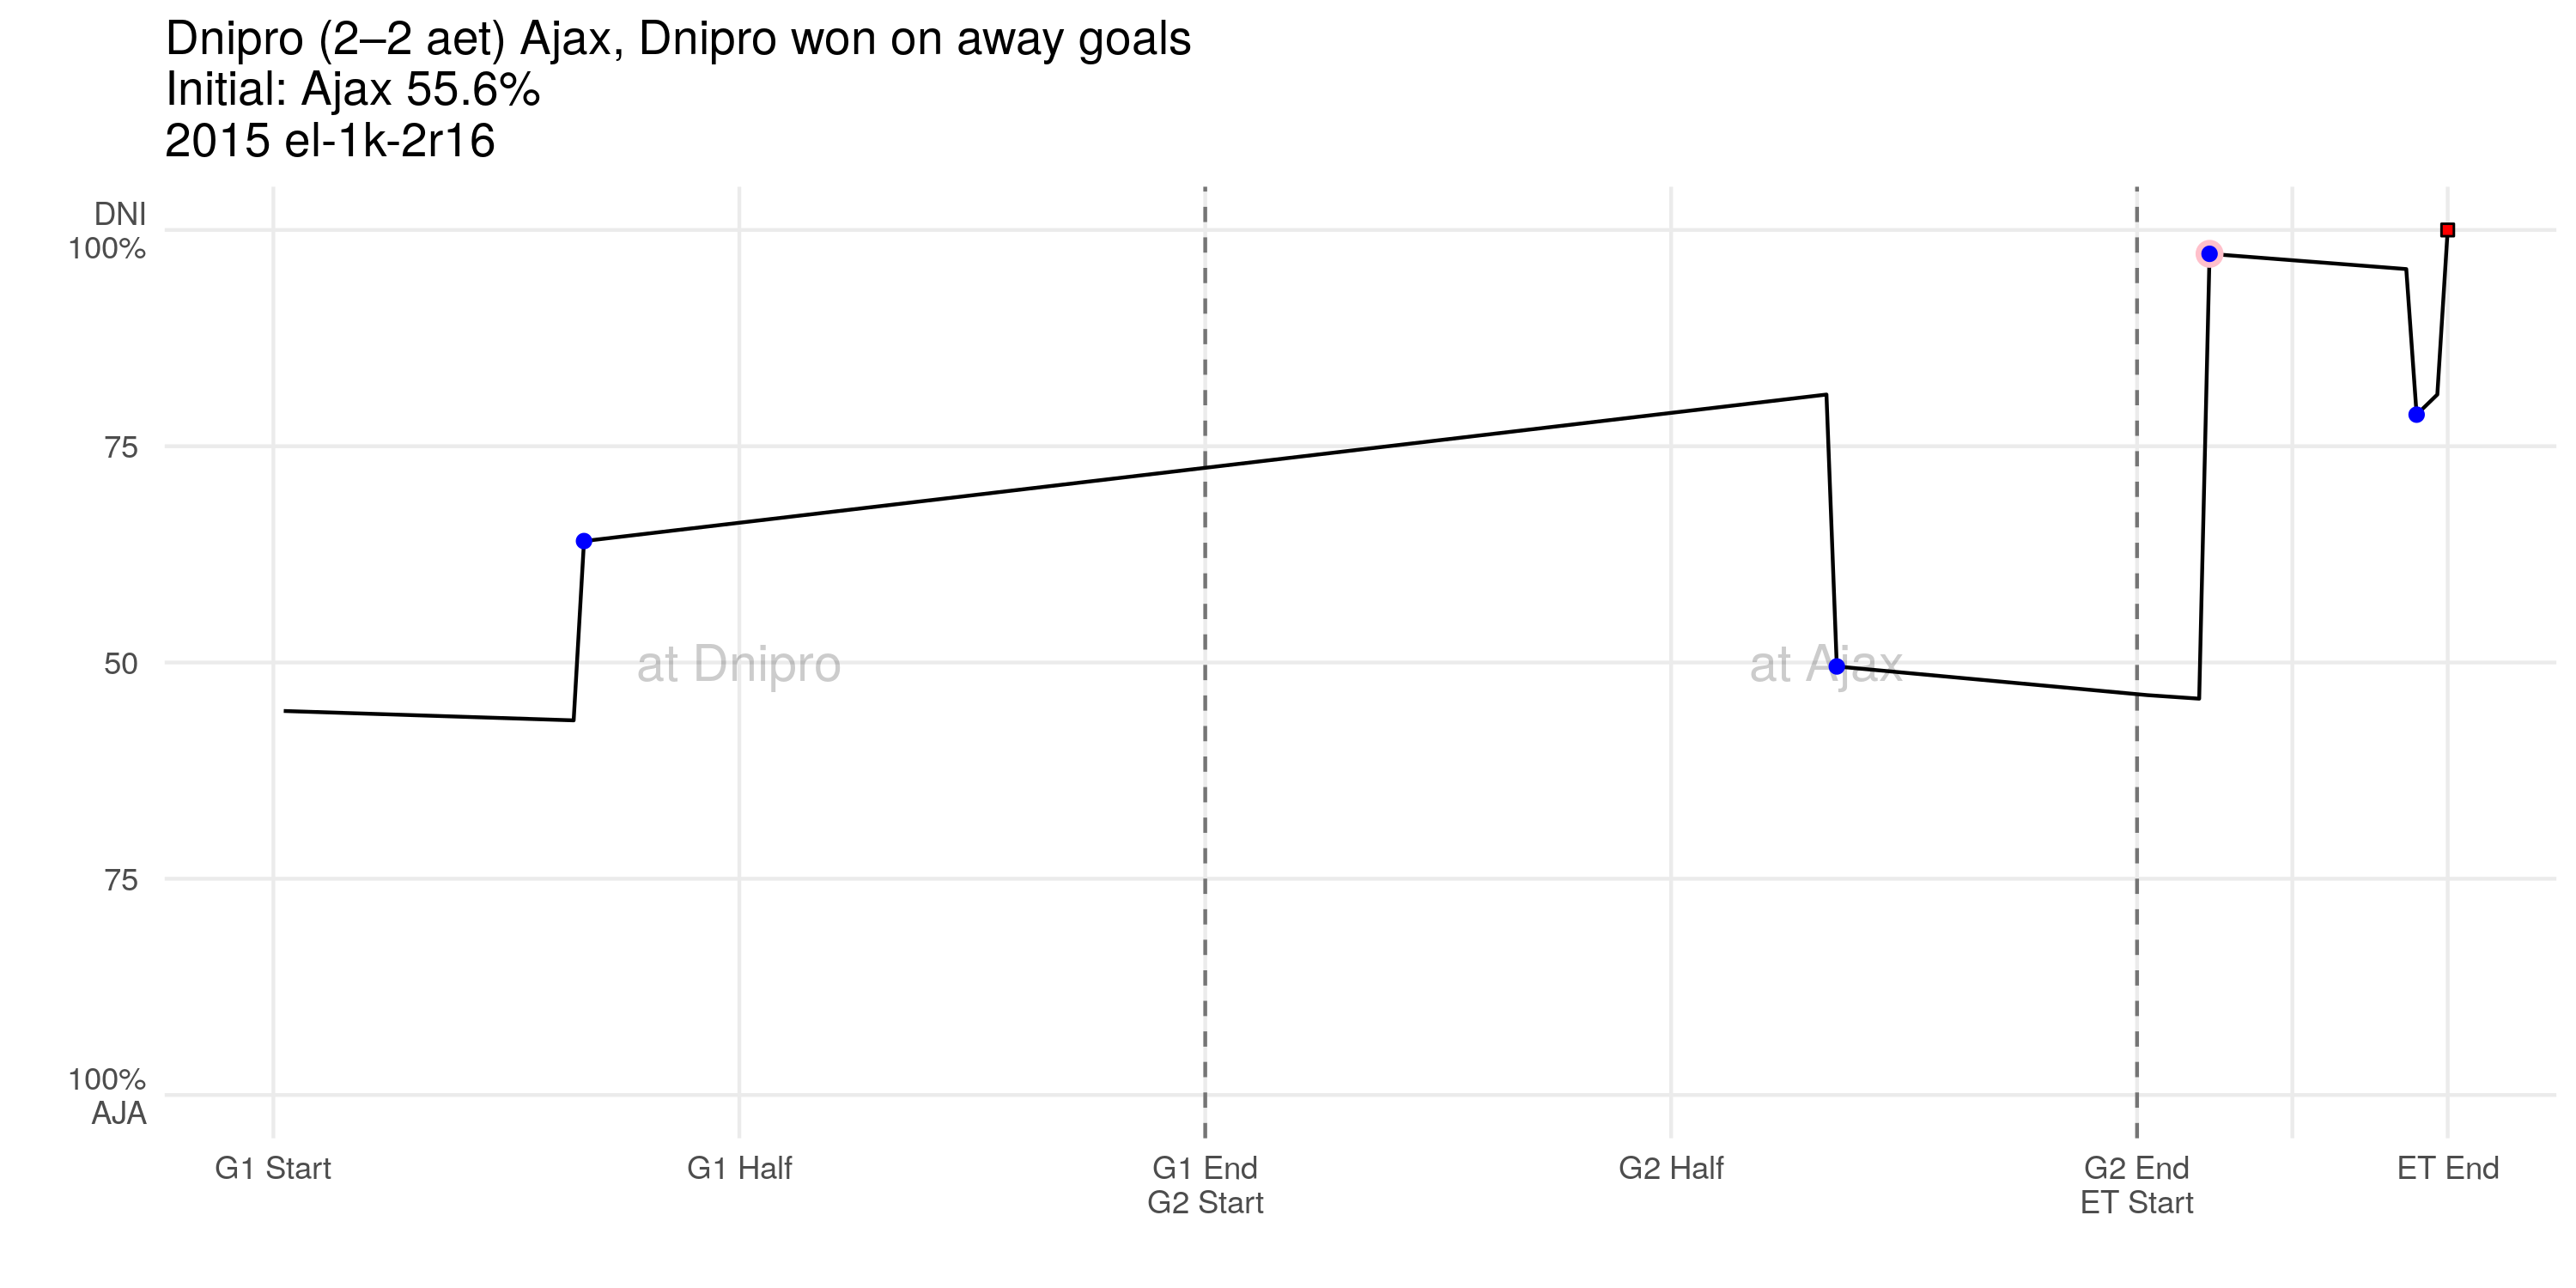 Dnipro (2–2 aet) Ajax, Dnipro won on away goals
Initial: Ajax 55.6%
2015 el-1k-2r16
DNI
100%
75
50
75
100%
AJA
at Dnipro
at Ajax
G1 Start
G1 Half
G1 End
G2 Start
G2 Half
G2 End
ET Start
ET End